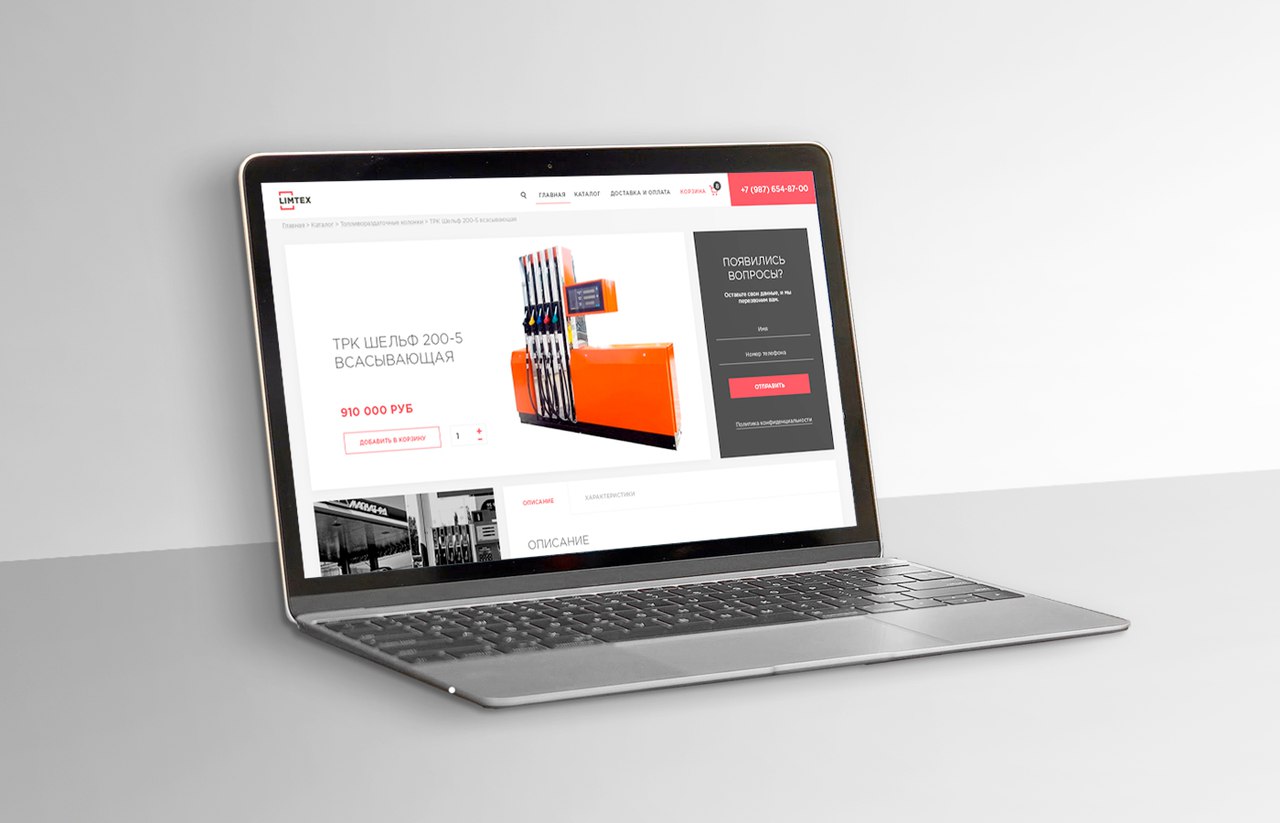 LIMTEX
ГЛАВНАЯ КАТАЛОГ ДОСТАВКА И ОПЛАТА КОРЗИНА 0 +7 (987) 654-87-00
Главная > Каталог > Топливораздаточные колонки > ТРК Шельф 200-5 всасывающая
ТРК ШЕЛЬФ 200-5
ВСАСЫВАЮЩАЯ
910 000 РУБ
ДОБАВИТЬ В КОРЗИНУ 1 + −
ПОЯВИЛИСЬ
ВОПРОСЫ?
Оставьте свои данные, и мы
перезвоним вам.
Имя
Номер телефона
ОТПРАВИТЬ
Политика конфиденциальности
ОПИСАНИЕ ХАРАКТЕРИСТИКИ
ОПИСАНИЕ